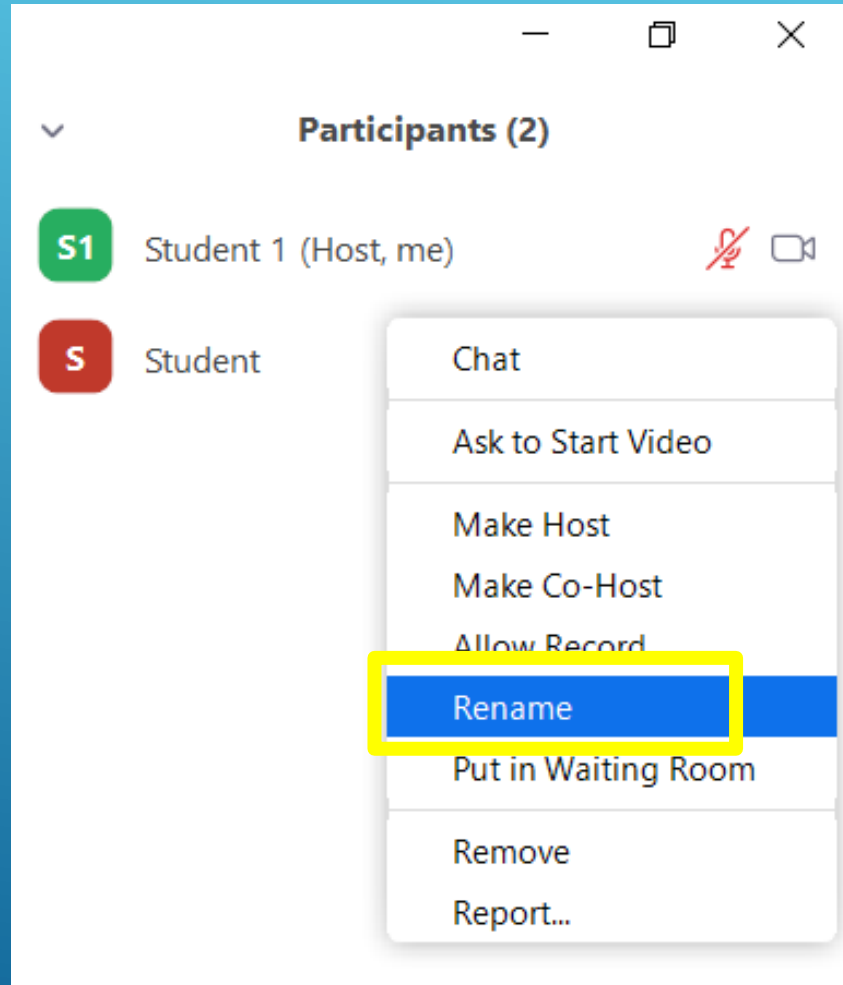 Participants (2)
S1 Student 1 (Host, me)
S Student
Chat
Ask to Start Video
Make Host
Make Co-Host
Allow Record
Rename
Put in Waiting Room
Remove
Report...